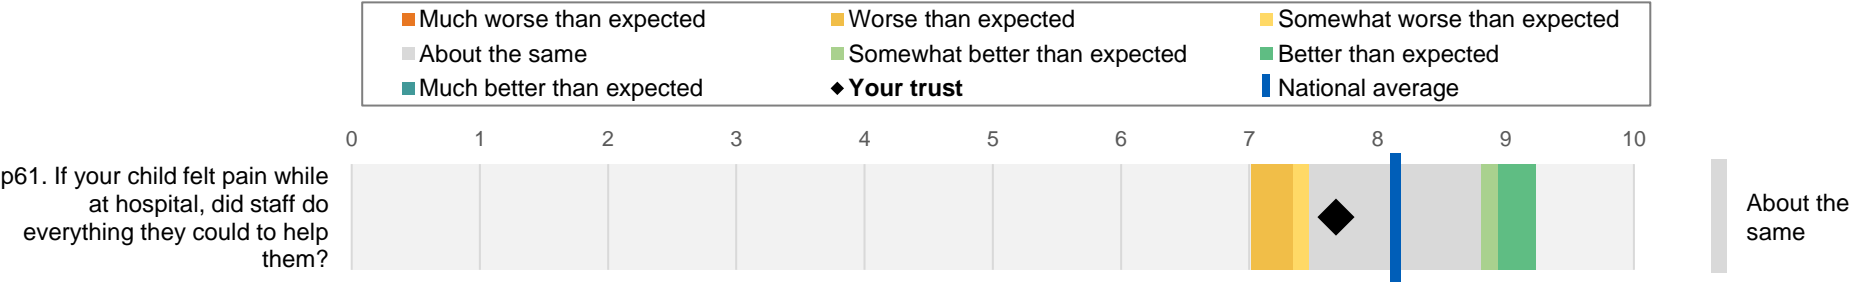 Much worse than expected
Worse than expected
Somewhat worse than expected
About the same
Somewhat better than expected
Better than expected
Much better than expected
Your trust
National average
0 1 2 3 4 5 6 7 8 9 10
p61. If your child felt pain while
at hospital, did staff do
everything they could to help
them?
About the
same